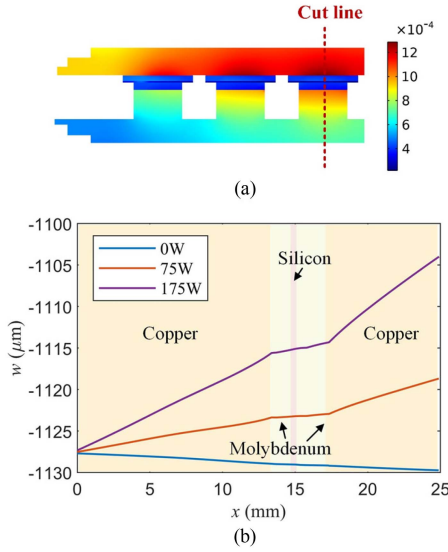 Cut line
×10⁻⁴
12
10
8
6
4
(a)
-1100
-1105
-1110
-1115
-1120
-1125
-1130
w (μm)
0W
75W
175W
Silicon
Copper
Copper
Molybdenum
0
5
10
15
20
25
x (mm)
(b)